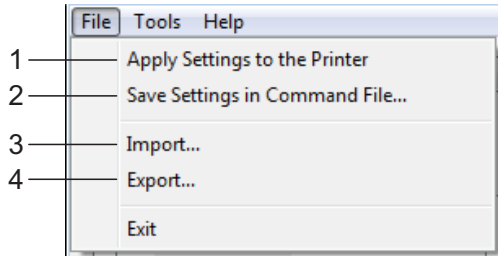 File Tools Help
1 Apply Settings to the Printer
2 Save Settings in Command File...
3 Import...
4 Export...
Exit